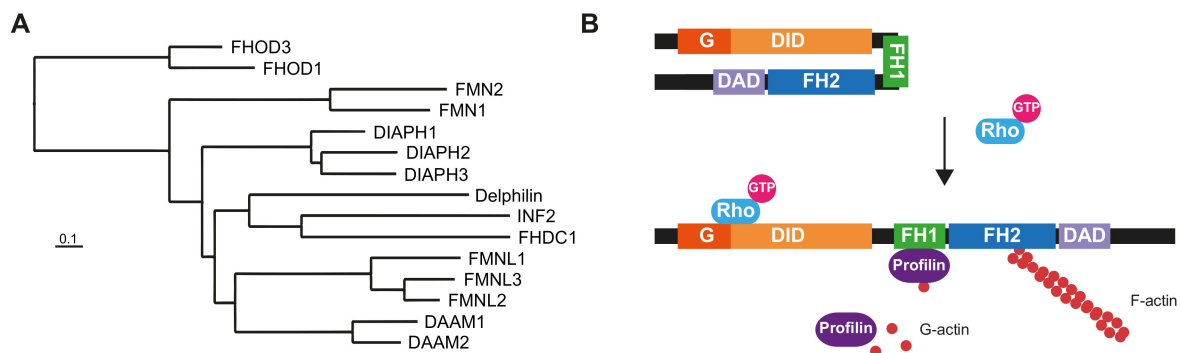 A
FHOD3
FHOD1
FMN2
FMN1
DIAPH1
DIAPH2
DIAPH3
Delphilin
INF2
FHDC1
FMNL1
FMNL3
FMNL2
DAAM1
DAAM2
0.1
B
G DID
FH1
DAD FH2
GTP
Rho
GTP
Rho
G DID FH1 FH2 DAD
Profilin
F-actin
Profilin G-actin